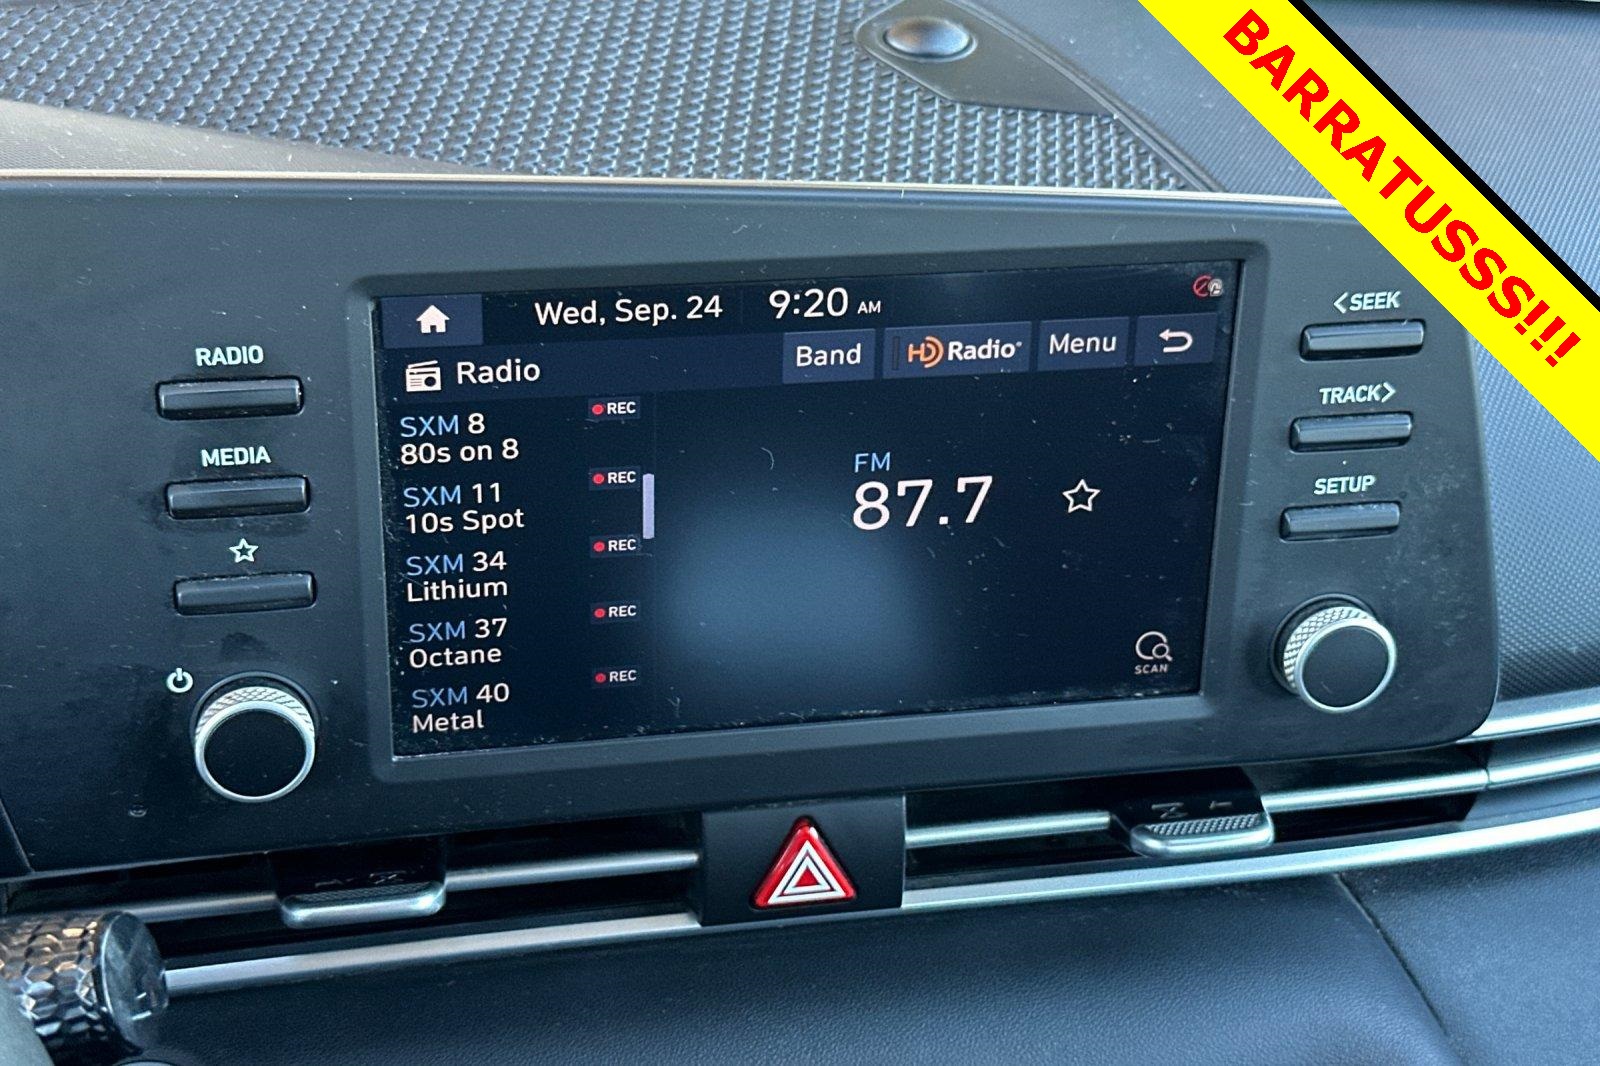 BARRATUSSS!!!
Wed, Sep. 24
9:20 AM
Radio
Band
HD Radio
Menu
SXM 8
REC
80s on 8
SXM 11
REC
10s Spot
SXM 34
REC
Lithium
SXM 37
REC
Octane
SXM 40
REC
Metal
FM
87.7
SCAN
RADIO
MEDIA
<SEEK
TRACK>
SETUP